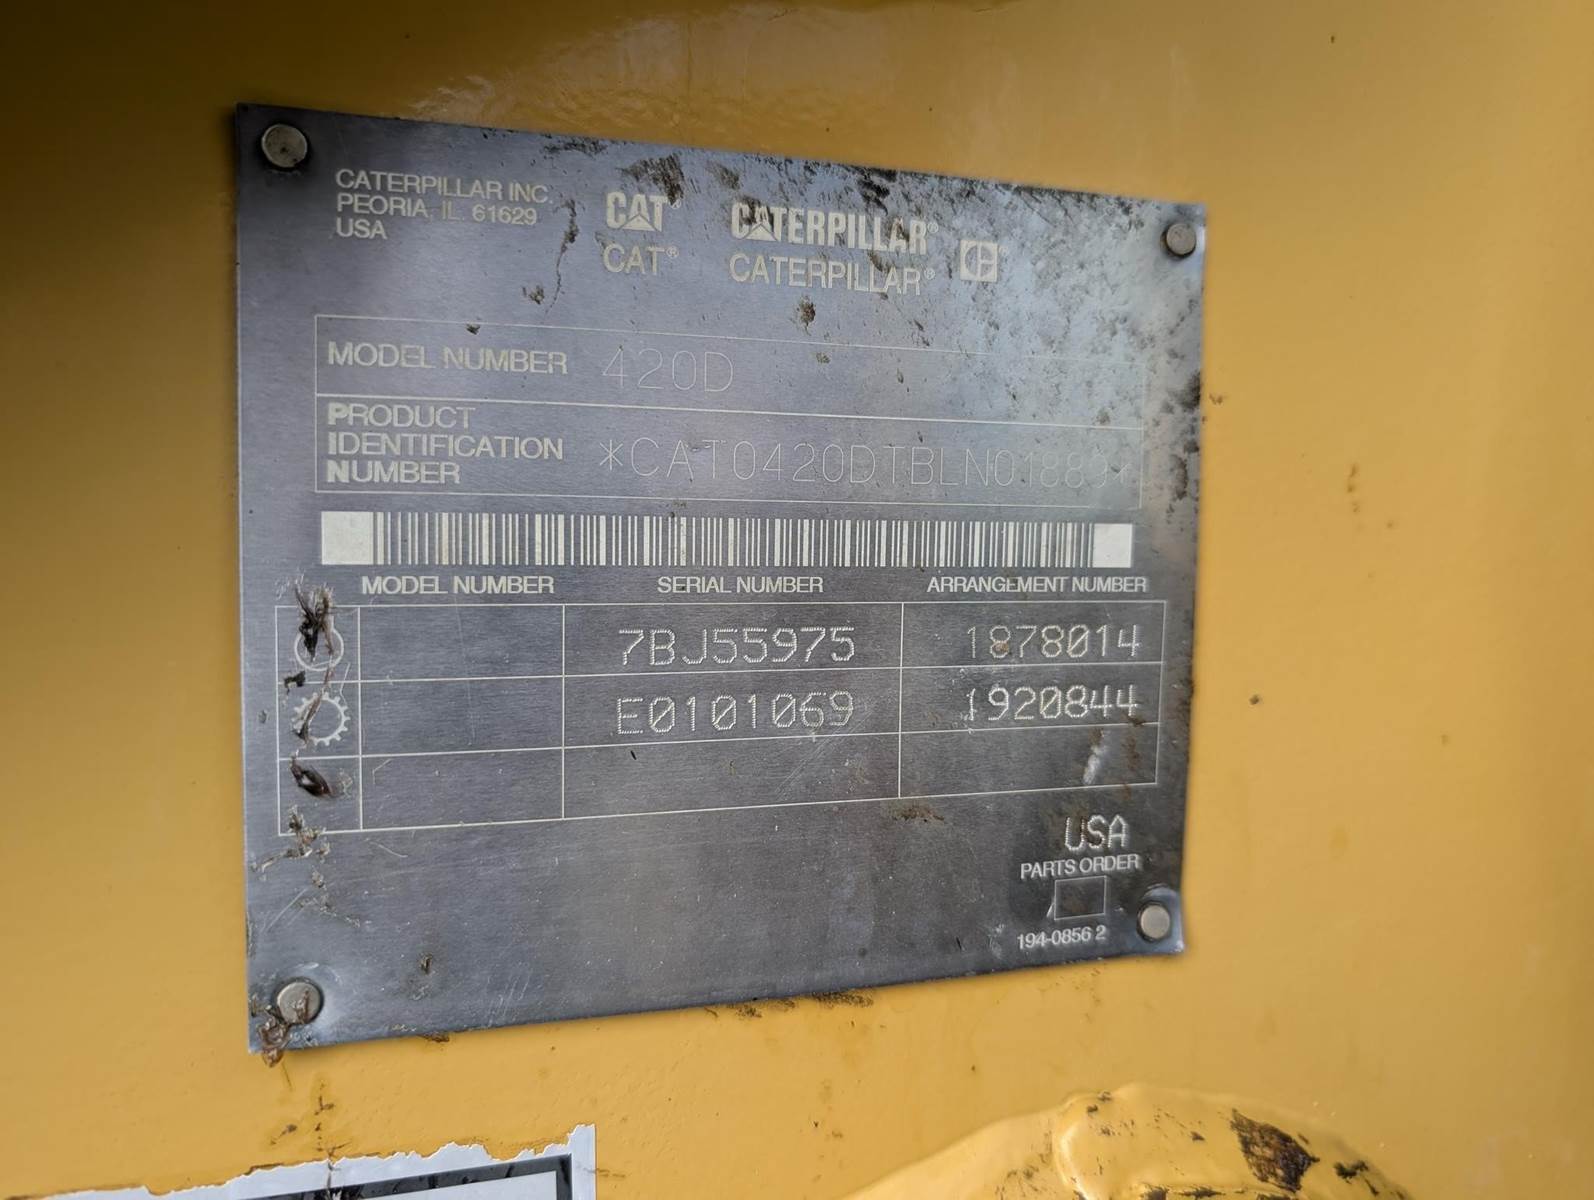 CATERPILLAR INC.
PEORIA, IL 61629
USA
CAT®
CATERPILLAR®
CAT®
CATERPILLAR®
MODEL NUMBER 420D
PRODUCT
IDENTIFICATION
NUMBER
*CAT0420DTBLN01889*
MODEL NUMBER SERIAL NUMBER ARRANGEMENT NUMBER
7BJ55975 1878014
E0101069 1920844
USA
PARTS ORDER
194-0856 2